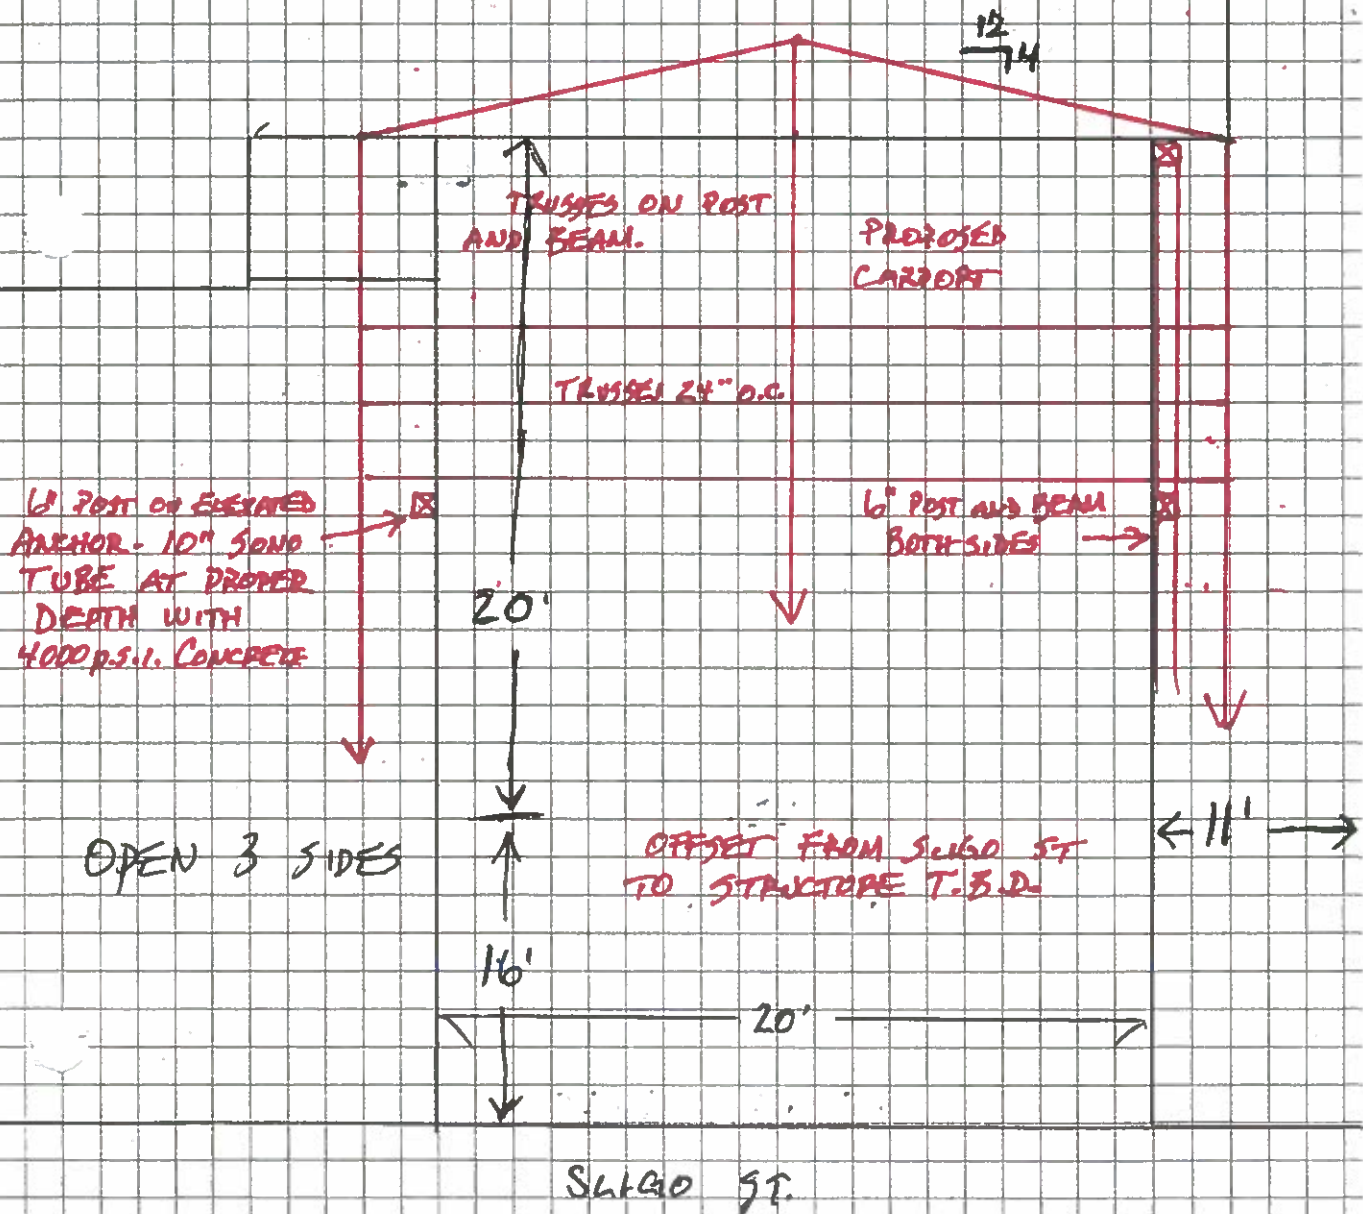 12
4
TRUSSES ON POST
AND BEAM.
PROPOSED
CARPORT
TRUSSES 24" O.C.
6" POST ON ELEVATED
ANCHOR - 10" SONO
TUBE AT PROPER
DEPTH WITH
4000 p.s.i. CONCRETE
6" POST AND BEAM
BOTH SIDES
20'
OPEN 3 SIDES
OFFSET FROM SLIGO ST
TO STRUCTURE T.B.D.
11'
16'
20'
SLIGO ST.